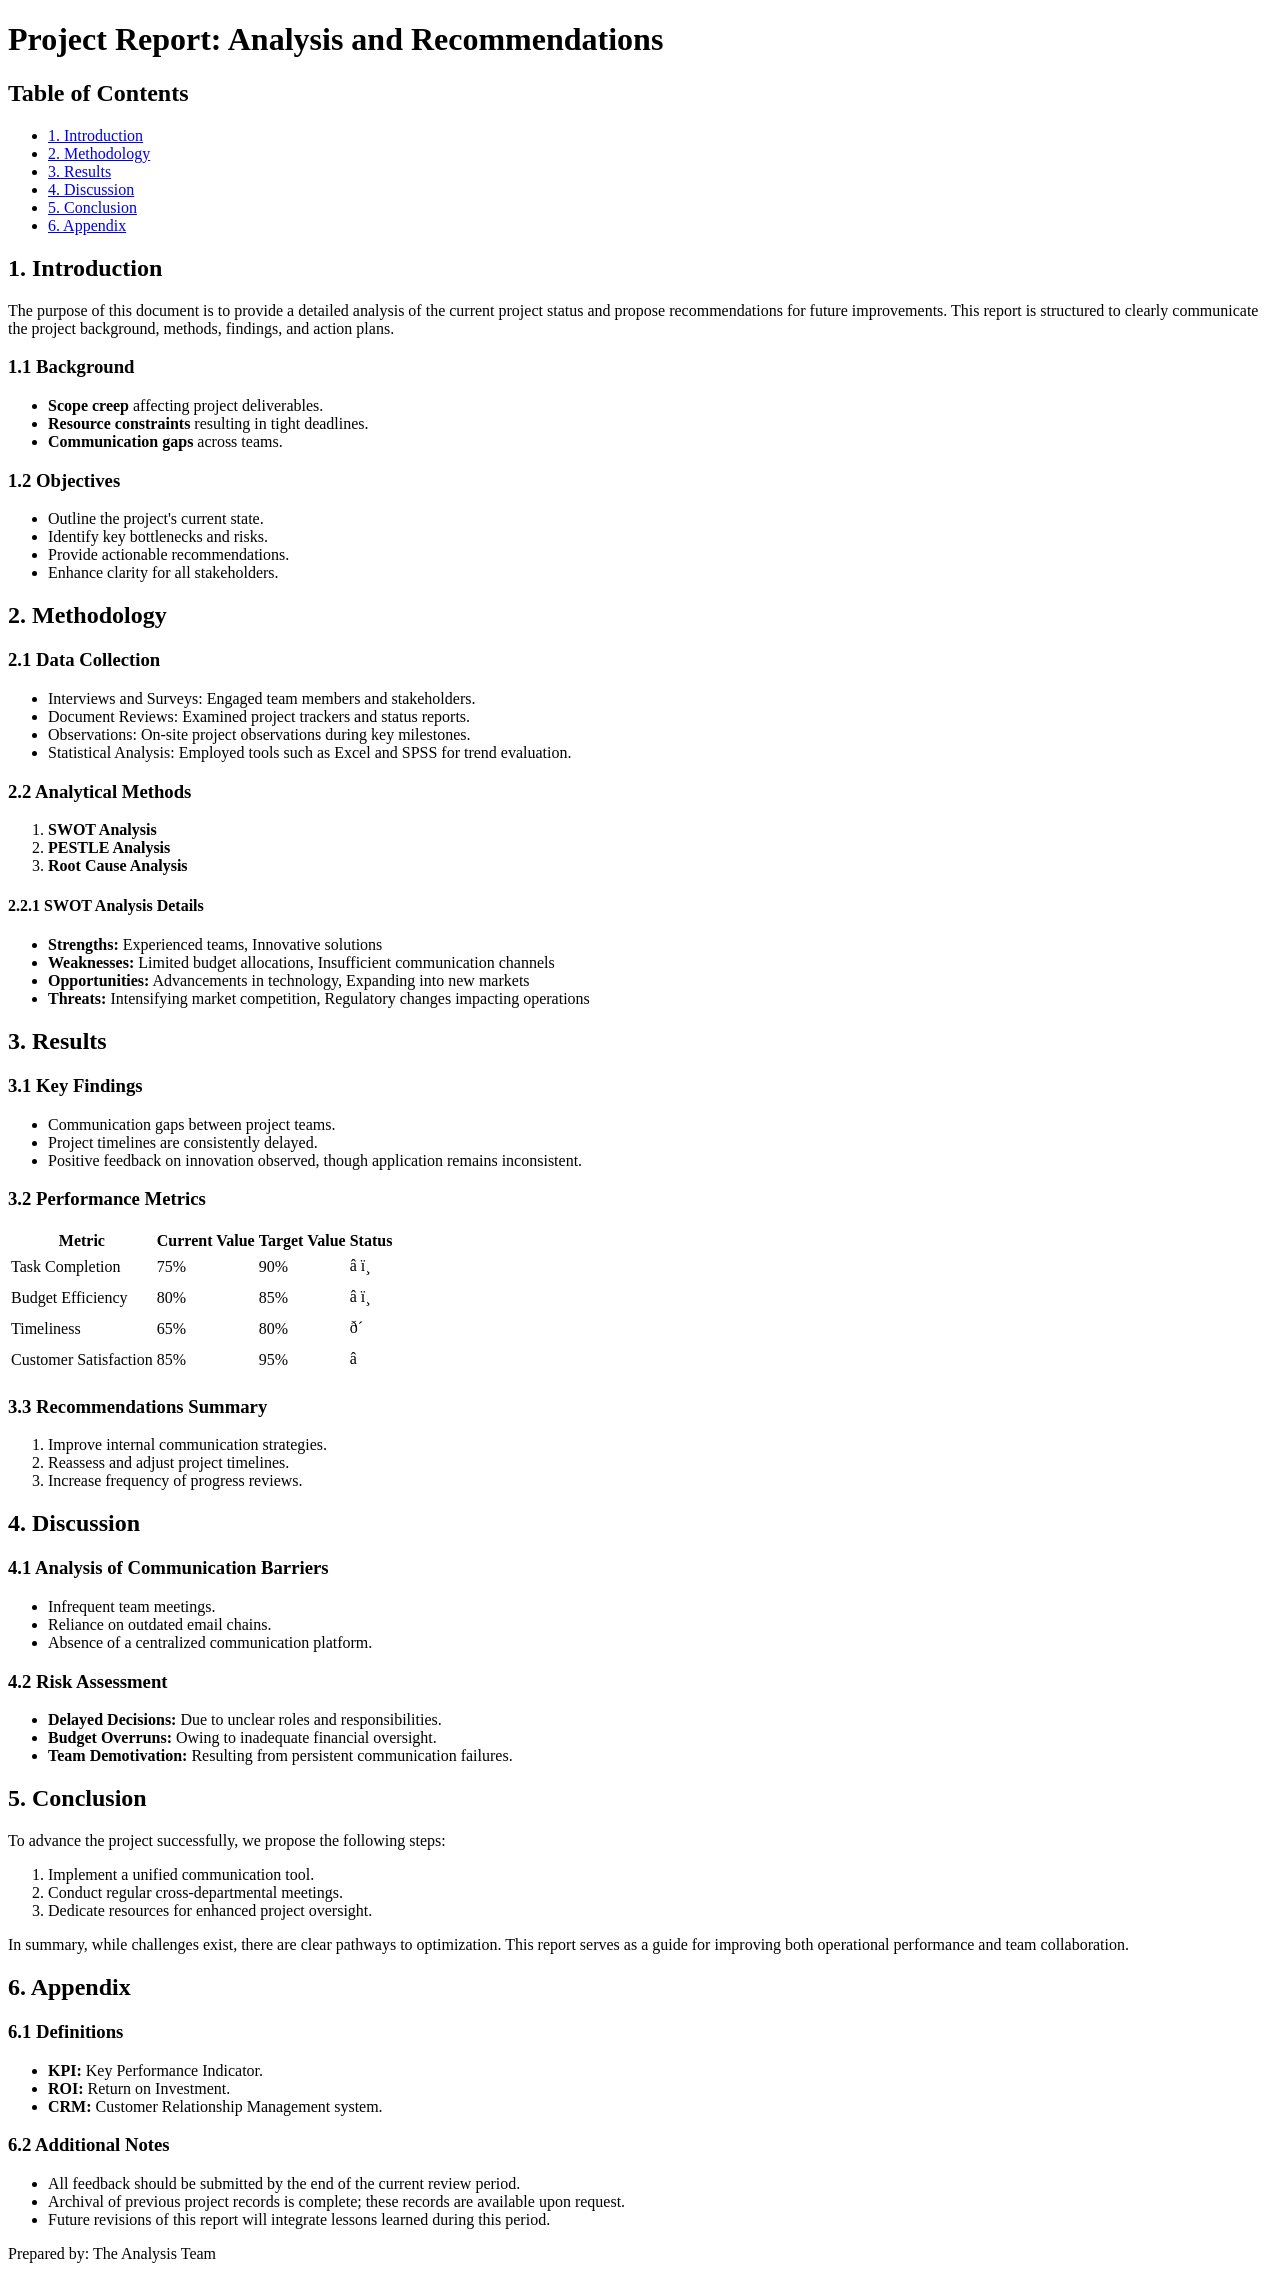 Project Report: Analysis and Recommendations
Table of Contents
1. Introduction
2. Methodology
3. Results
4. Discussion
5. Conclusion
6. Appendix
1. Introduction
The purpose of this document is to provide a detailed analysis of the current project status and propose recommendations for future improvements. This report is structured to clearly communicate
the project background, methods, findings, and action plans.
1.1 Background
Scope creep affecting project deliverables.
Resource constraints resulting in tight deadlines.
Communication gaps across teams.
1.2 Objectives
Outline the project's current state.
Identify key bottlenecks and risks.
Provide actionable recommendations.
Enhance clarity for all stakeholders.
2. Methodology
2.1 Data Collection
Interviews and Surveys: Engaged team members and stakeholders.
Document Reviews: Examined project trackers and status reports.
Observations: On-site project observations during key milestones.
Statistical Analysis: Employed tools such as Excel and SPSS for trend evaluation.
2.2 Analytical Methods
1. SWOT Analysis
2. PESTLE Analysis
3. Root Cause Analysis
2.2.1 SWOT Analysis Details
Strengths: Experienced teams, Innovative solutions
Weaknesses: Limited budget allocations, Insufficient communication channels
Opportunities: Advancements in technology, Expanding into new markets
Threats: Intensifying market competition, Regulatory changes impacting operations
3. Results
3.1 Key Findings
Communication gaps between project teams.
Project timelines are consistently delayed.
Positive feedback on innovation observed, though application remains inconsistent.
3.2 Performance Metrics
Metric Current Value Target Value Status
Task Completion 75% 90% â ï¸
Budget Efficiency 80% 85% â ï¸
Timeliness 65% 80% ð´
Customer Satisfaction 85% 95% â
3.3 Recommendations Summary
1. Improve internal communication strategies.
2. Reassess and adjust project timelines.
3. Increase frequency of progress reviews.
4. Discussion
4.1 Analysis of Communication Barriers
Infrequent team meetings.
Reliance on outdated email chains.
Absence of a centralized communication platform.
4.2 Risk Assessment
Delayed Decisions: Due to unclear roles and responsibilities.
Budget Overruns: Owing to inadequate financial oversight.
Team Demotivation: Resulting from persistent communication failures.
5. Conclusion
To advance the project successfully, we propose the following steps:
1. Implement a unified communication tool.
2. Conduct regular cross-departmental meetings.
3. Dedicate resources for enhanced project oversight.
In summary, while challenges exist, there are clear pathways to optimization. This report serves as a guide for improving both operational performance and team collaboration.
6. Appendix
6.1 Definitions
KPI: Key Performance Indicator.
ROI: Return on Investment.
CRM: Customer Relationship Management system.
6.2 Additional Notes
All feedback should be submitted by the end of the current review period.
Archival of previous project records is complete; these records are available upon request.
Future revisions of this report will integrate lessons learned during this period.
Prepared by: The Analysis Team